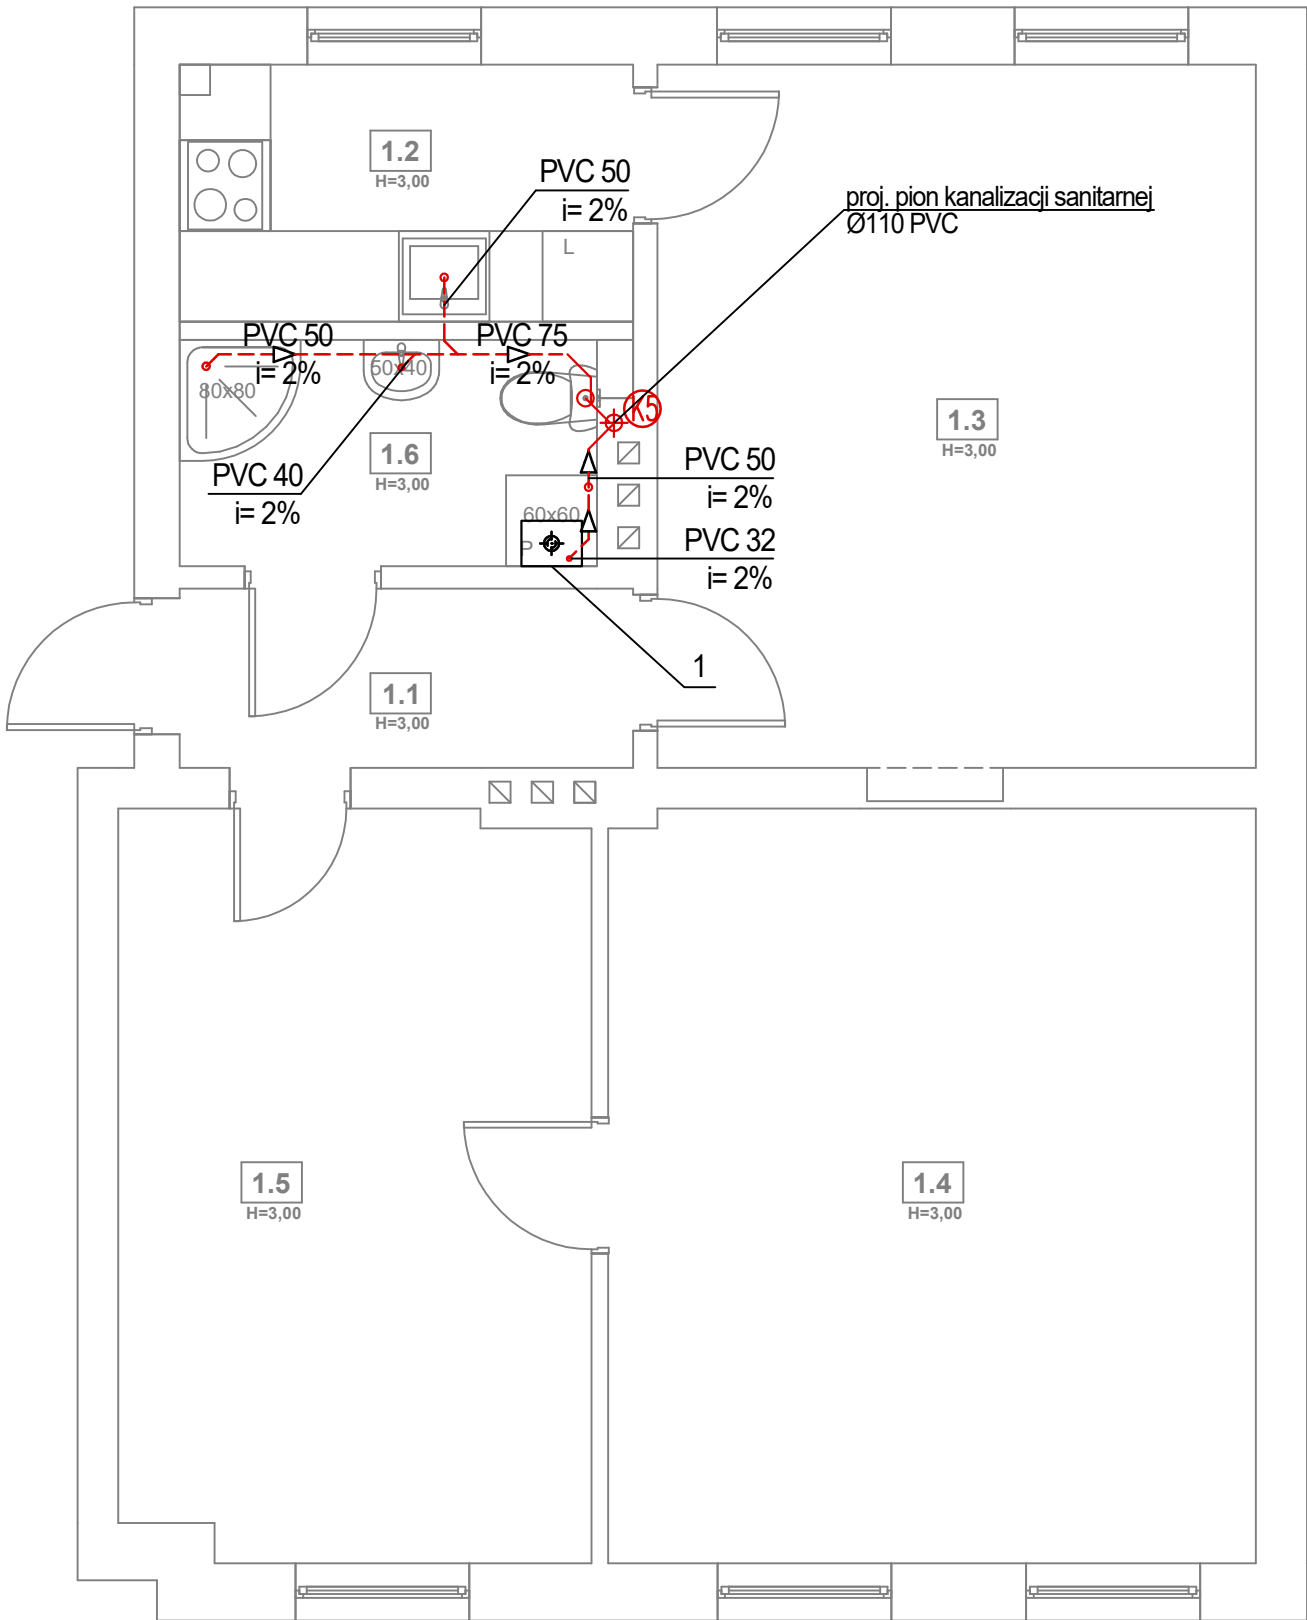 1.2
H=3,00
PVC 50
i= 2%
proj. pion kanalizacji sanitarnej
Ø110 PVC
L
PVC 50
i= 2%
PVC 75
i= 2%
50x40
80x80
K5
1.3
H=3,00
1.6
H=3,00
PVC 40
i= 2%
PVC 50
i= 2%
60x60
P
PVC 32
i= 2%
1
1.1
H=3,00
1.5
H=3,00
1.4
H=3,00